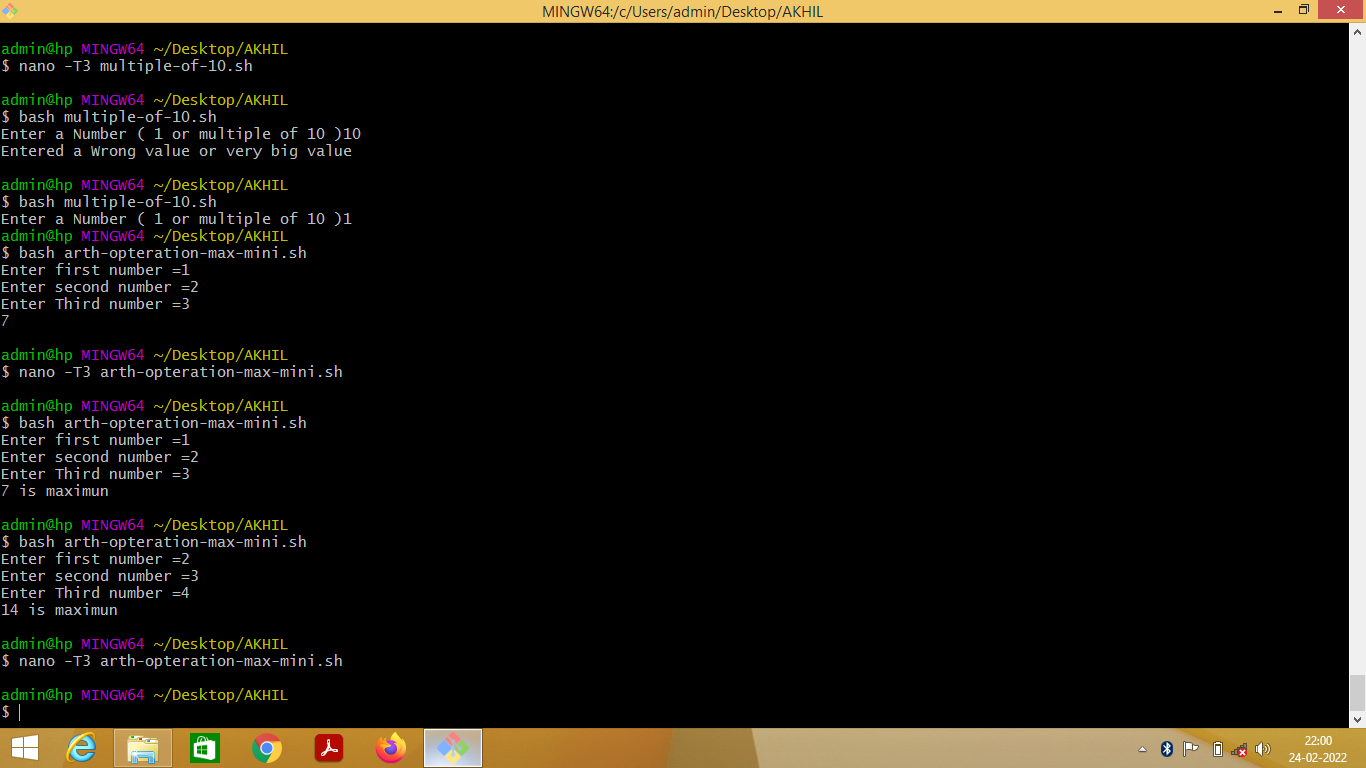 MINGW64:/c/Users/admin/Desktop/AKHIL
admin@hp MINGW64 ~/Desktop/AKHIL
$ nano -T3 multiple-of-10.sh
admin@hp MINGW64 ~/Desktop/AKHIL
$ bash multiple-of-10.sh
Enter a Number ( 1 or multiple of 10 )10
Entered a Wrong value or very big value
admin@hp MINGW64 ~/Desktop/AKHIL
$ bash multiple-of-10.sh
Enter a Number ( 1 or multiple of 10 )1
admin@hp MINGW64 ~/Desktop/AKHIL
$ bash arth-opteration-max-mini.sh
Enter first number =1
Enter second number =2
Enter Third number =3
7
admin@hp MINGW64 ~/Desktop/AKHIL
$ nano -T3 arth-opteration-max-mini.sh
admin@hp MINGW64 ~/Desktop/AKHIL
$ bash arth-opteration-max-mini.sh
Enter first number =1
Enter second number =2
Enter Third number =3
7 is maximun
admin@hp MINGW64 ~/Desktop/AKHIL
$ bash arth-opteration-max-mini.sh
Enter first number =2
Enter second number =3
Enter Third number =4
14 is maximun
admin@hp MINGW64 ~/Desktop/AKHIL
$ nano -T3 arth-opteration-max-mini.sh
admin@hp MINGW64 ~/Desktop/AKHIL
$
22:00
24-02-2022